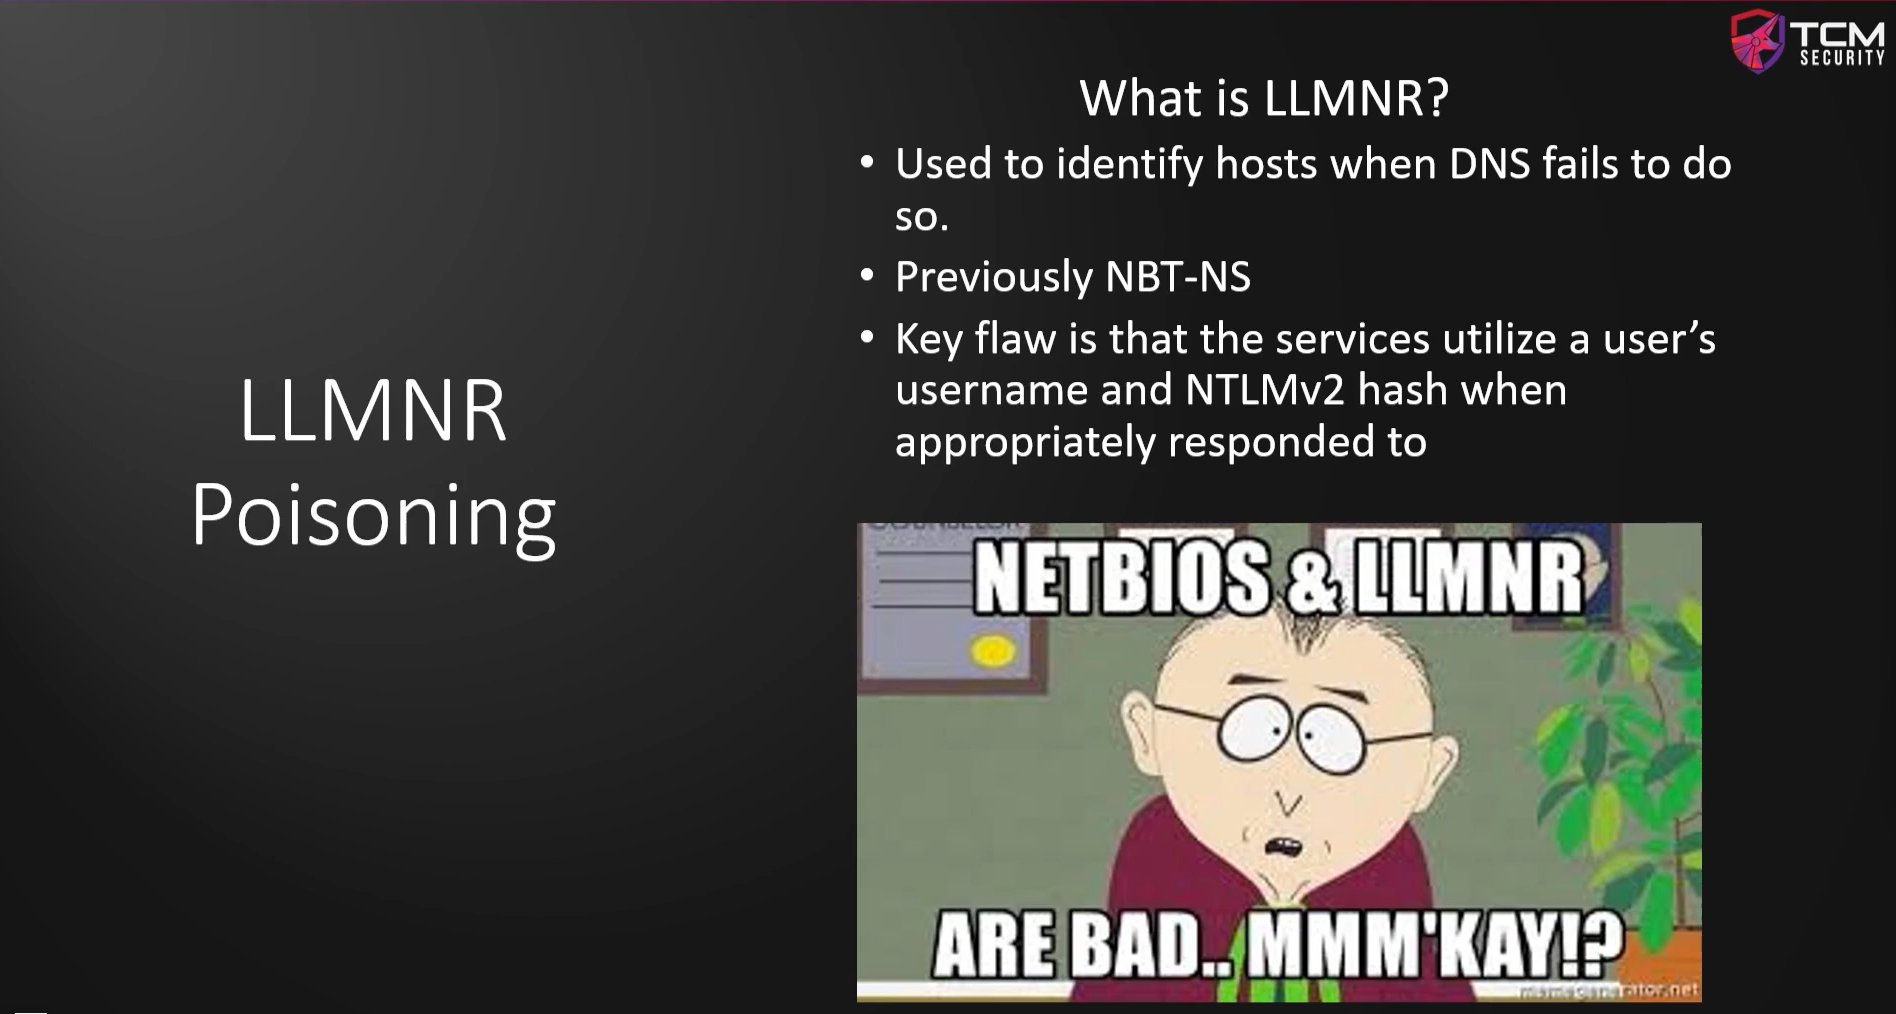 TCM
SECURITY
What is LLMNR?
• Used to identify hosts when DNS fails to do
so.
• Previously NBT-NS
• Key flaw is that the services utilize a user’s
username and NTLMv2 hash when
appropriately responded to
LLMNR
Poisoning
COUNSELOR
NETBIOS & LLMNR
ARE BAD.. MMM'KAY!?
memegenerator.net